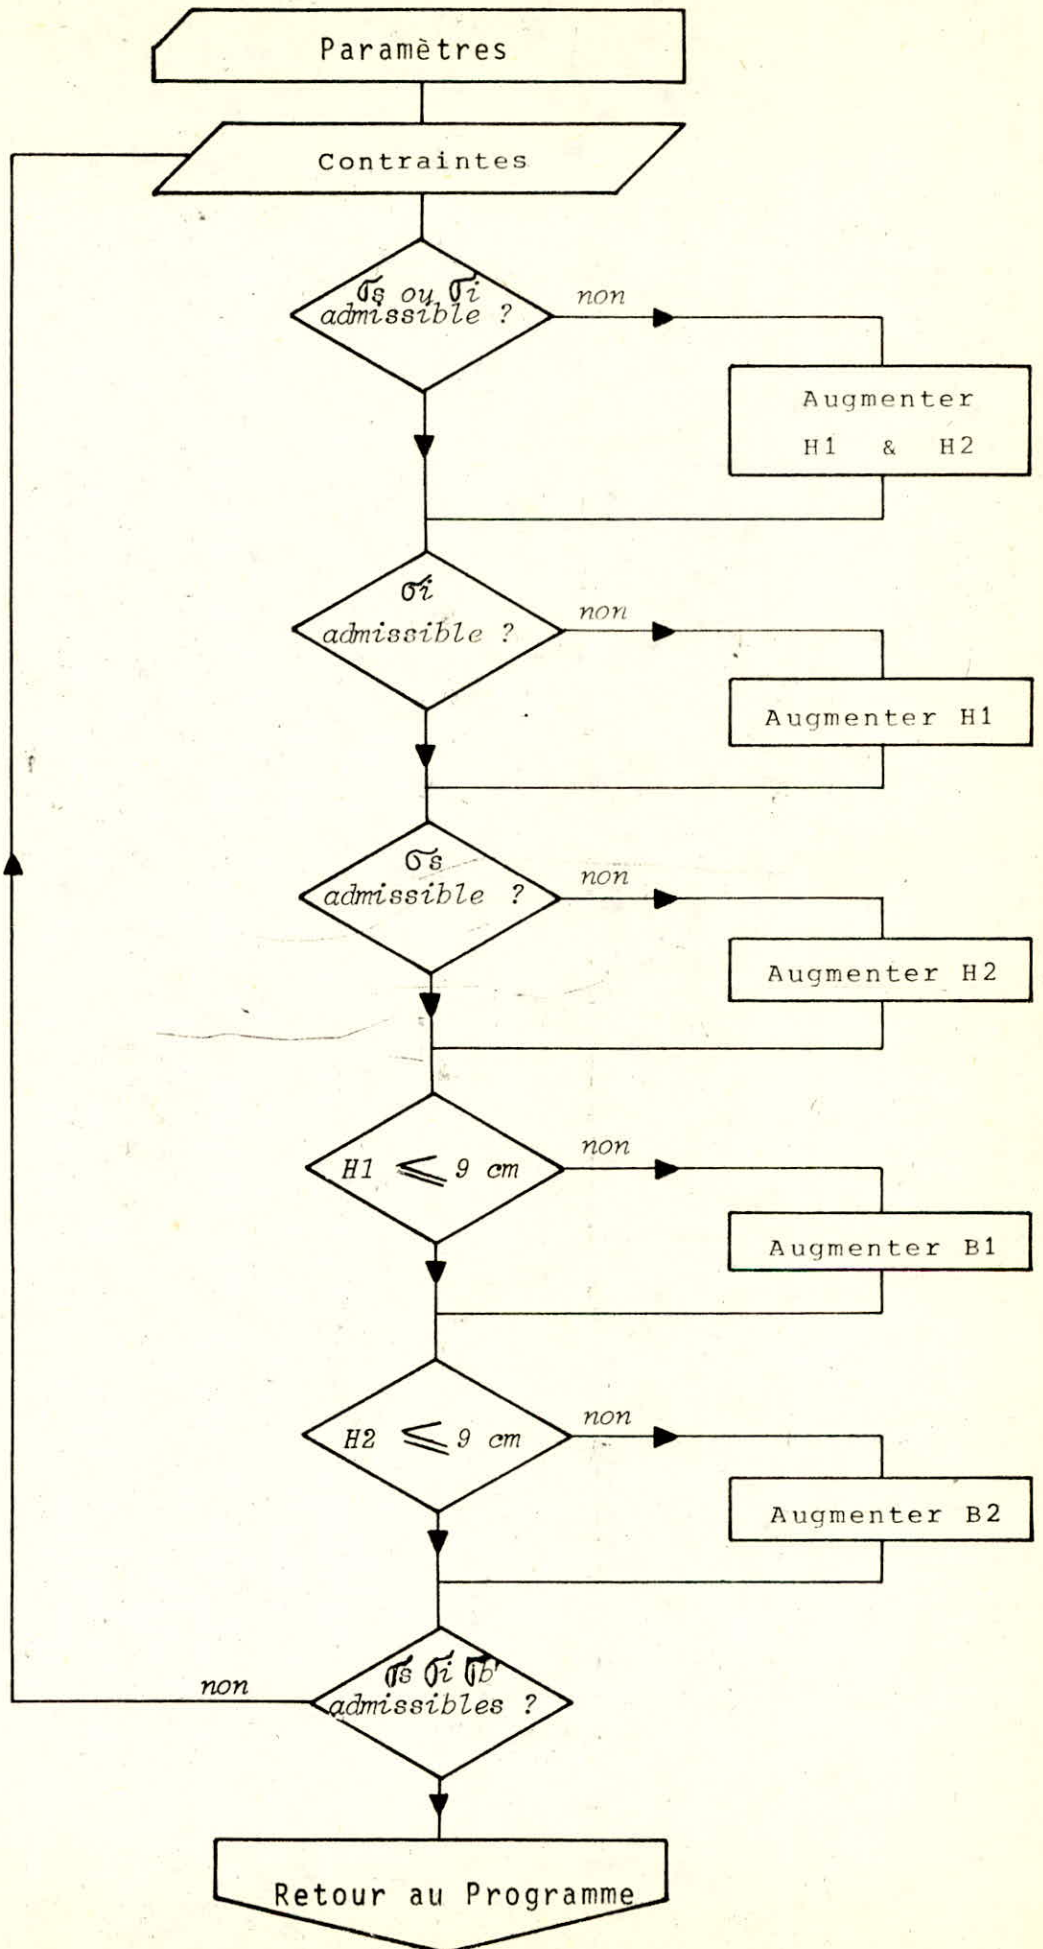 Paramètres
Contraintes
σs ou σi
admissible ?
non
Augmenter
H1 & H2
σi
admissible ?
non
Augmenter H1
σs
admissible ?
non
Augmenter H2
H1 ⩽ 9 cm
non
Augmenter B1
H2 ⩽ 9 cm
non
Augmenter B2
σs σi σb'
admissibles ?
non
Retour au Programme